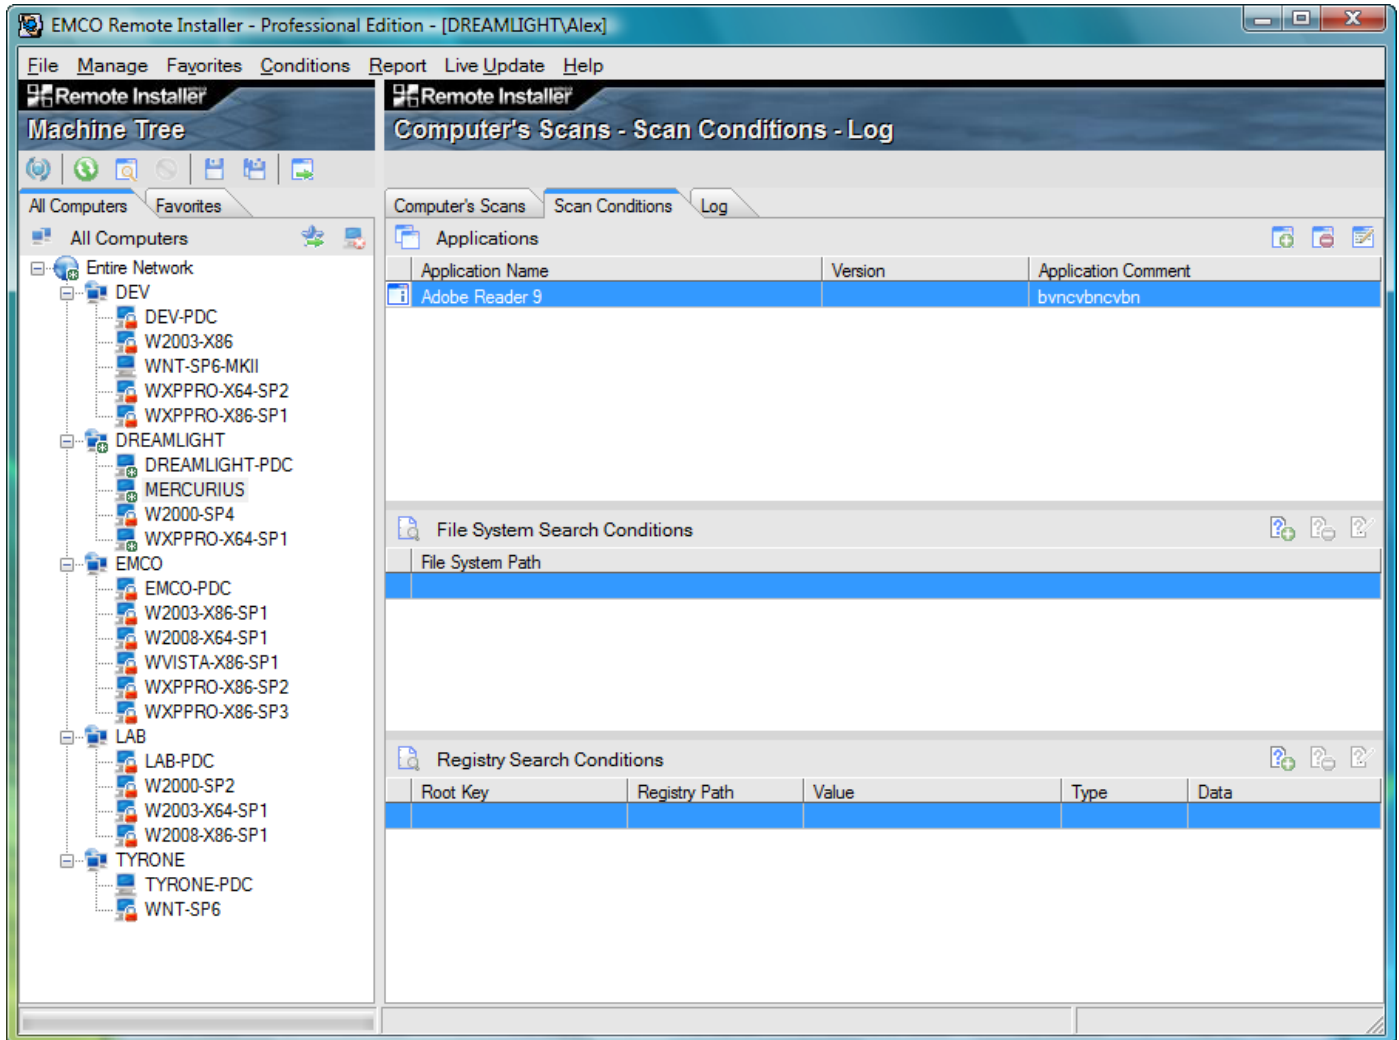 EMCO Remote Installer - Professional Edition - [DREAMLIGHT\Alex]
File Manage Favorites Conditions Report Live Update Help
Remote Installer
Machine Tree
Remote Installer
Computer's Scans - Scan Conditions - Log
All Computers Favorites
All Computers
Entire Network
DEV
DEV-PDC
W2003-X86
WNT-SP6-MKII
WXPPRO-X64-SP2
WXPPRO-X86-SP1
DREAMLIGHT
DREAMLIGHT-PDC
MERCURIUS
W2000-SP4
WXPPRO-X64-SP1
EMCO
EMCO-PDC
W2003-X86-SP1
W2008-X64-SP1
WVISTA-X86-SP1
WXPPRO-X86-SP2
WXPPRO-X86-SP3
LAB
LAB-PDC
W2000-SP2
W2003-X64-SP1
W2008-X86-SP1
TYRONE
TYRONE-PDC
WNT-SP6
Computer's Scans Scan Conditions Log
Applications
Application Name Version Application Comment
Adobe Reader 9 bvncvbncvbn
File System Search Conditions
File System Path
Registry Search Conditions
Root Key Registry Path Value Type Data